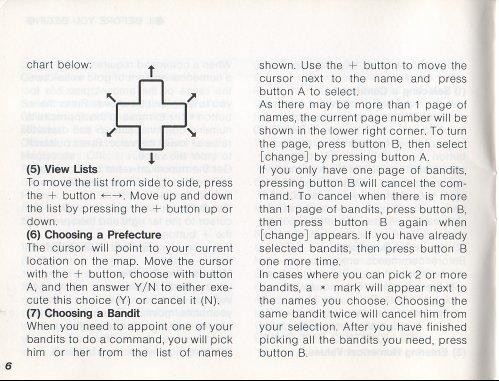 chart below:
(5) View Lists
To move the list from side to side, press
the + button ←→. Move up and down
the list by pressing the + button up or
down.
(6) Choosing a Prefecture
The cursor will point to your current
location on the map. Move the cursor
with the + button, choose with button
A, and then answer Y/N to either exe-
cute this choice (Y) or cancel it (N).
(7) Choosing a Bandit
When you need to appoint one of your
bandits to do a command, you will pick
him or her from the list of names
6
shown. Use the + button to move the
cursor next to the name and press
button A to select.
As there may be more than 1 page of
names, the current page number will be
shown in the lower right corner. To turn
the page, press button B, then select
[change] by pressing button A.
If you only have one page of bandits,
pressing button B will cancel the com-
mand. To cancel when there is more
than 1 page of bandits, press button B,
then press button B again when
[change] appears. If you have already
selected bandits, then press button B
one more time.
In cases where you can pick 2 or more
bandits, a * mark will appear next to
the names you choose. Choosing the
same bandit twice will cancel him from
your selection. After you have finished
picking all the bandits you need, press
button B.